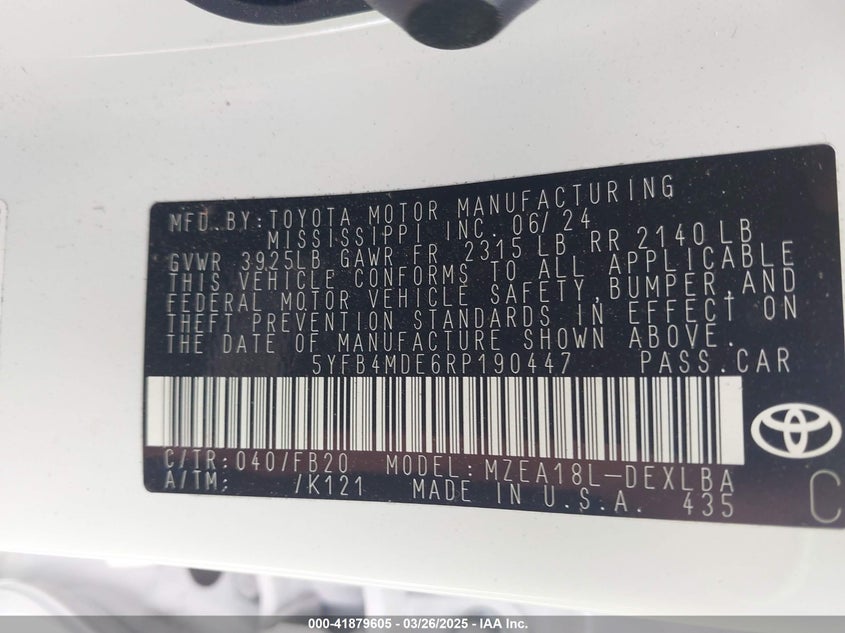 MFD. BY: TOYOTA MOTOR MANUFACTURING
MISSISSIPPI INC. 06/24
GVWR 3925LB GAWR FR 2315 LB RR 2140 LB
THIS VEHICLE CONFORMS TO ALL APPLICABLE
FEDERAL MOTOR VEHICLE SAFETY, BUMPER, AND
THEFT PREVENTION STANDARDS IN EFFECT ON
THE DATE OF MANUFACTURE SHOWN ABOVE.
5YFB4MDE6RP190447 PASS. CAR
C/TR: 040/FB20 MODEL: MZEA18L-DEXLBA
A/TM: /K121 MADE IN U.S.A. 435
C
000-41879605 - 03/26/2025 - IAA Inc.